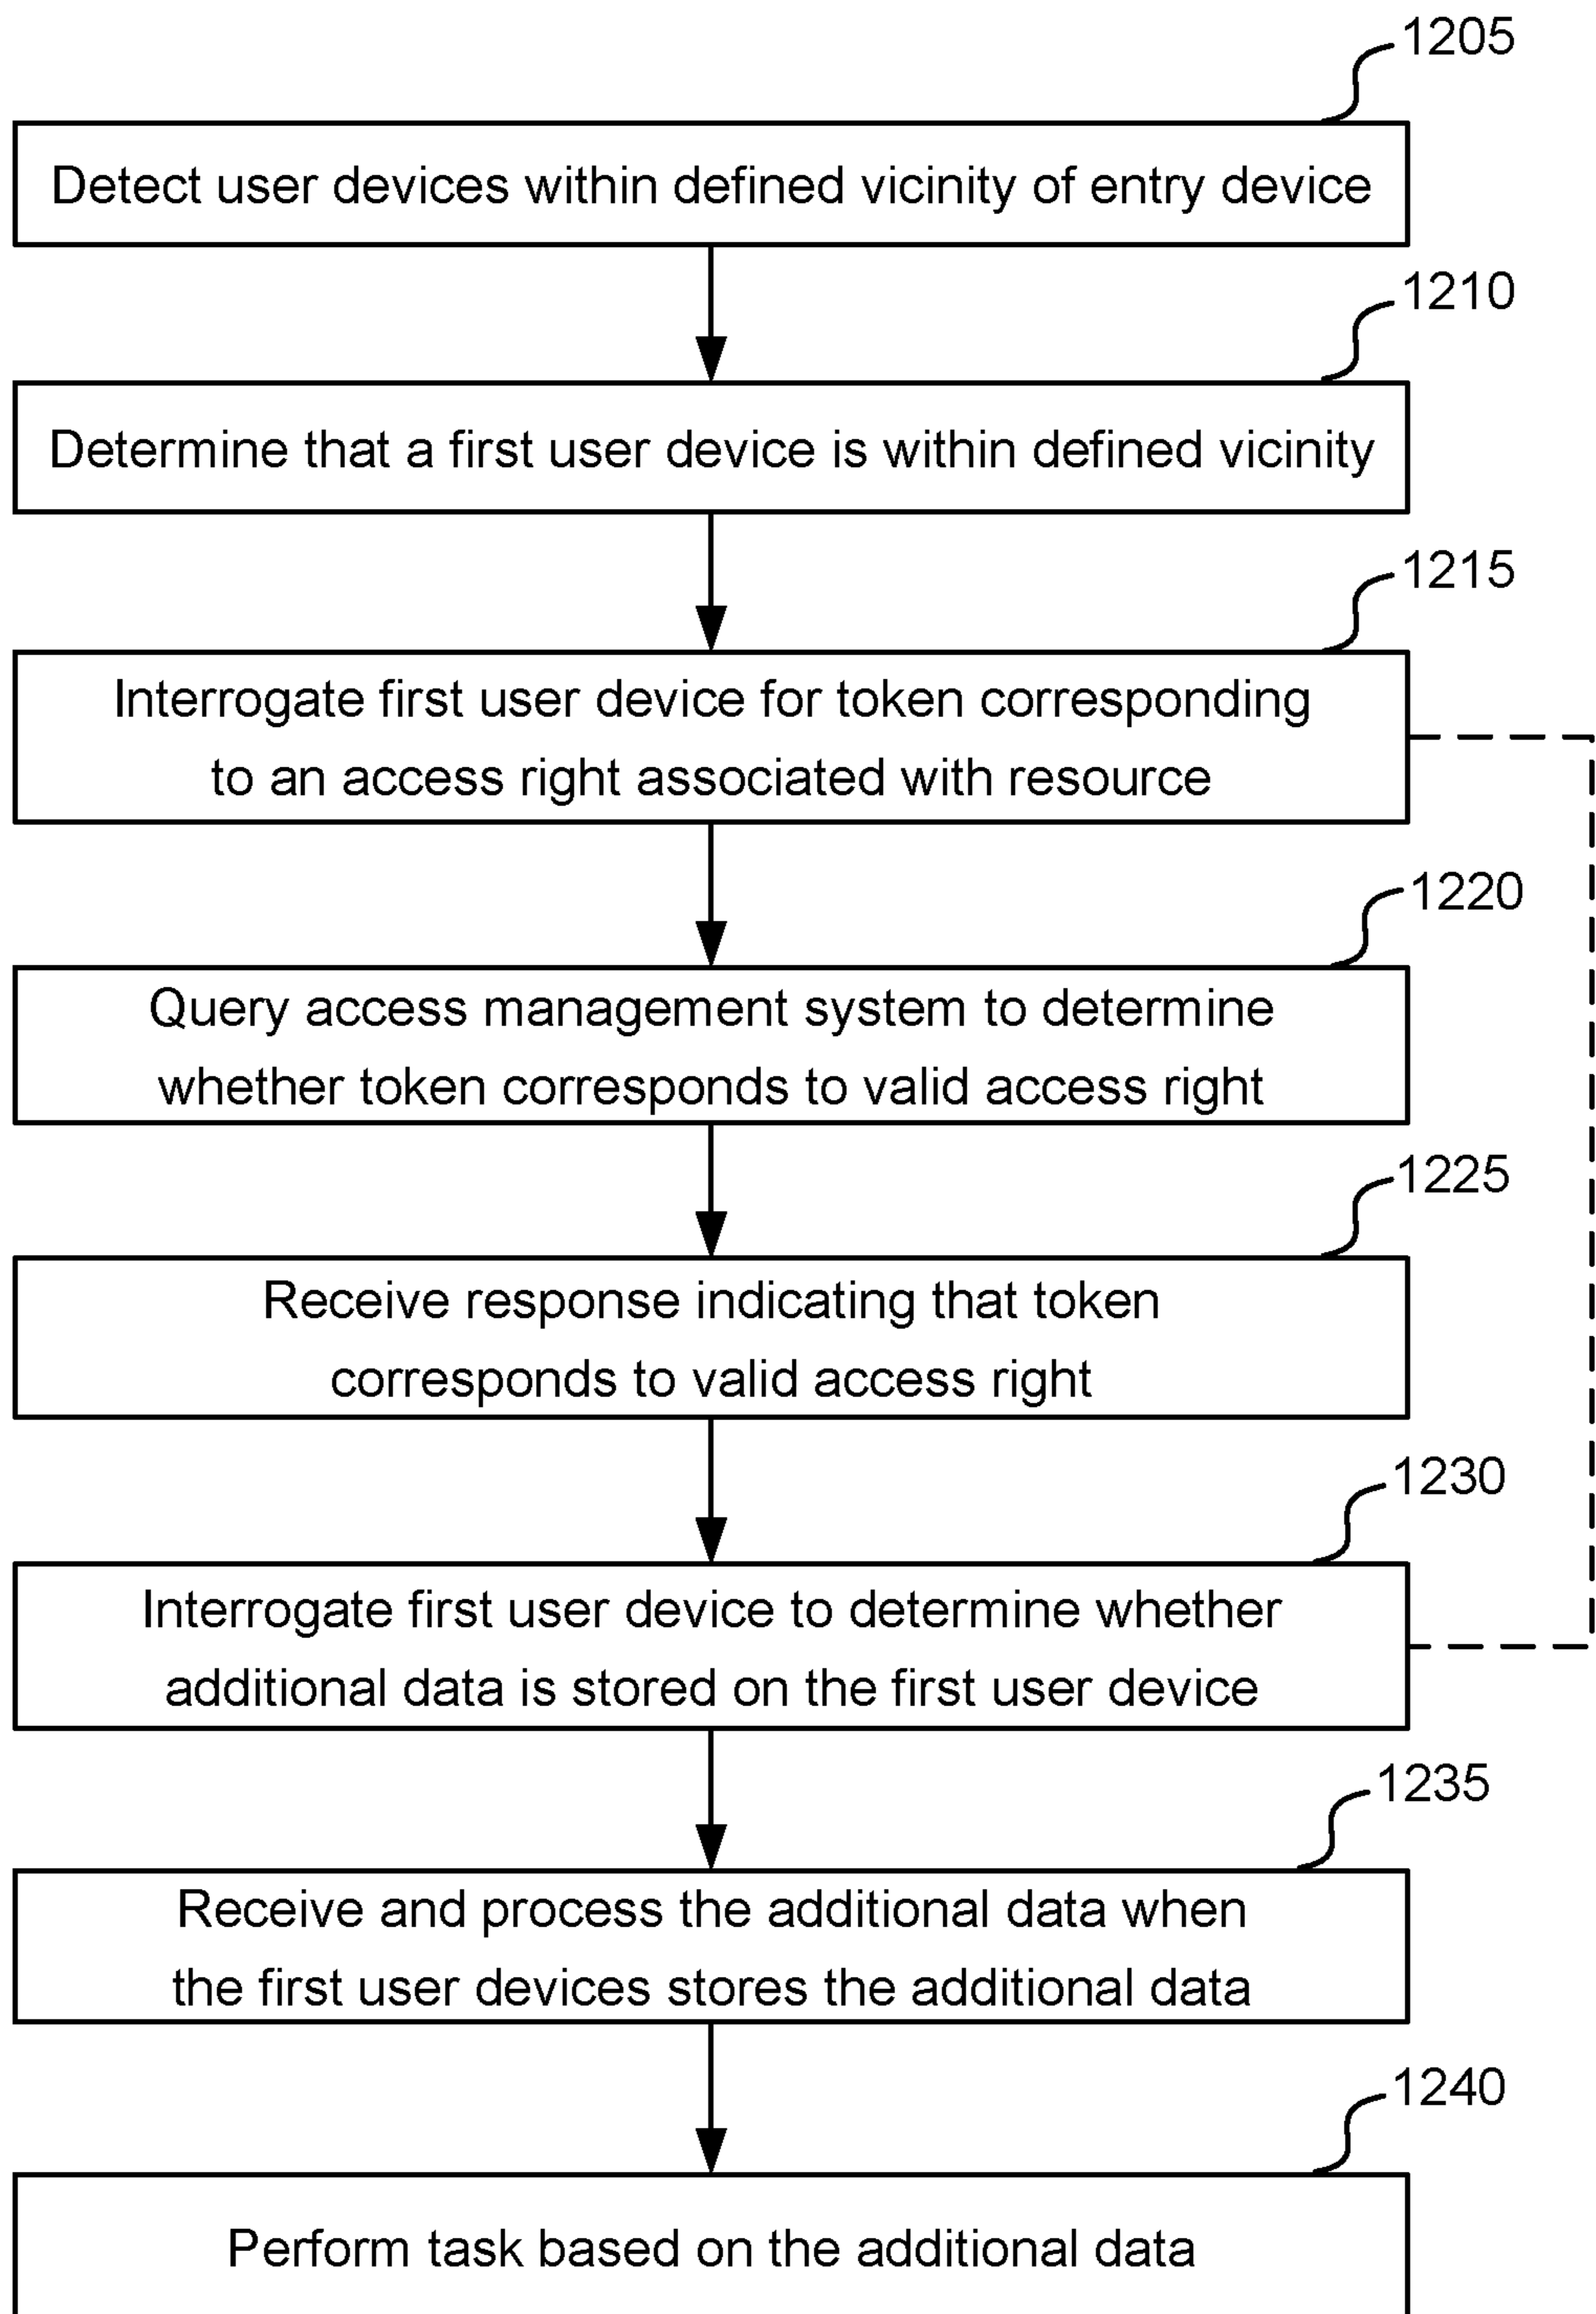 1205
Detect user devices within defined vicinity of entry device
1210
Determine that a first user device is within defined vicinity
1215
Interrogate first user device for token corresponding
to an access right associated with resource
1220
Query access management system to determine
whether token corresponds to valid access right
1225
Receive response indicating that token
corresponds to valid access right
1230
Interrogate first user device to determine whether
additional data is stored on the first user device
1235
Receive and process the additional data when
the first user devices stores the additional data
1240
Perform task based on the additional data